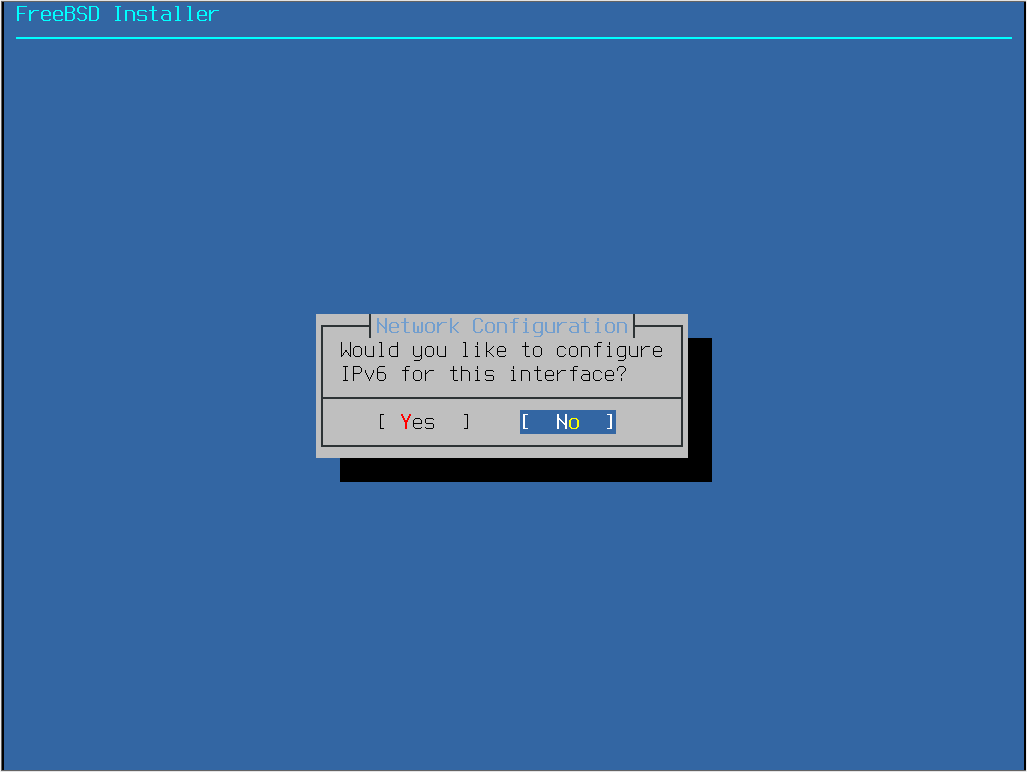 FreeBSD Installer
Network Configuration
Would you like to configure
IPv6 for this interface?
[ Yes ] [ No ]